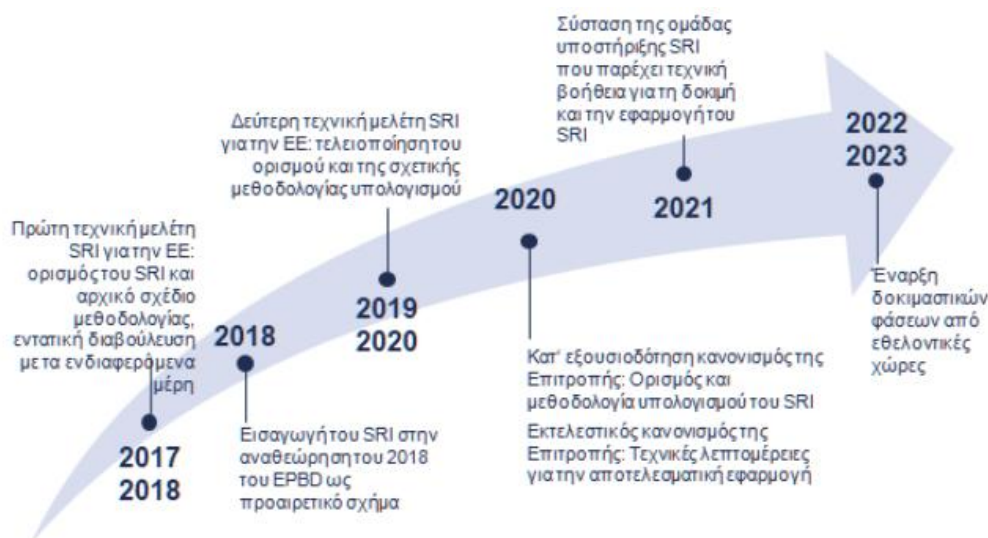 Πρώτη τεχνική μελέτη
SRI για την ΕΕ:
ορισμός του SRI και
αρχικό σχέδιο
μεθοδολογίας,
εντατική διαβούλευση
με τα ενδιαφερόμενα
μέρη
2017
2018
2018
Εισαγωγή του SRI στην
αναθεώρηση του 2018
του EPBD ως
προαιρετικό σχήμα
Δεύτερη τεχνική μελέτη SRI
για την ΕΕ: τελειοποίηση του
ορισμού και της σχετικής
μεθοδολογίας υπολογισμού
2019
2020
2020
Κατ' εξουσιοδότηση κανονισμός της
Επιτροπής: Ορισμός και
μεθοδολογία υπολογισμού του SRI
Εκτελεστικός κανονισμός της
Επιτροπής: Τεχνικές λεπτομέρειες
για την αποτελεσματική εφαρμογή
Σύσταση της ομάδας
υποστήριξης SRI
που παρέχει τεχνική
βοήθεια για τη δοκιμή
και την εφαρμογή του
SRI
2021
2022
2023
Έναρξη
δοκιμαστικών
φάσεων από
εθελοντικές
χώρες